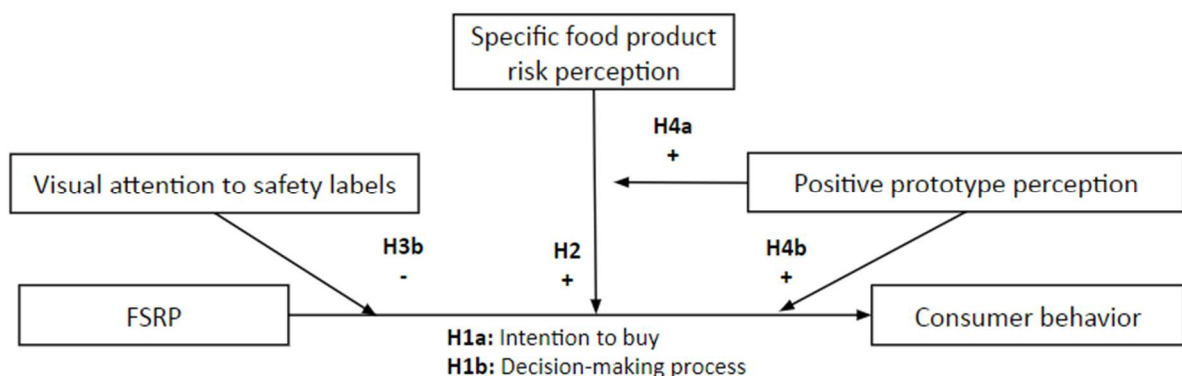 Specific food product
risk perception
H4a
+
Visual attention to safety labels
Positive prototype perception
H3b
-
H2
+
H4b
+
FSRP
Consumer behavior
H1a: Intention to buy
H1b: Decision-making process